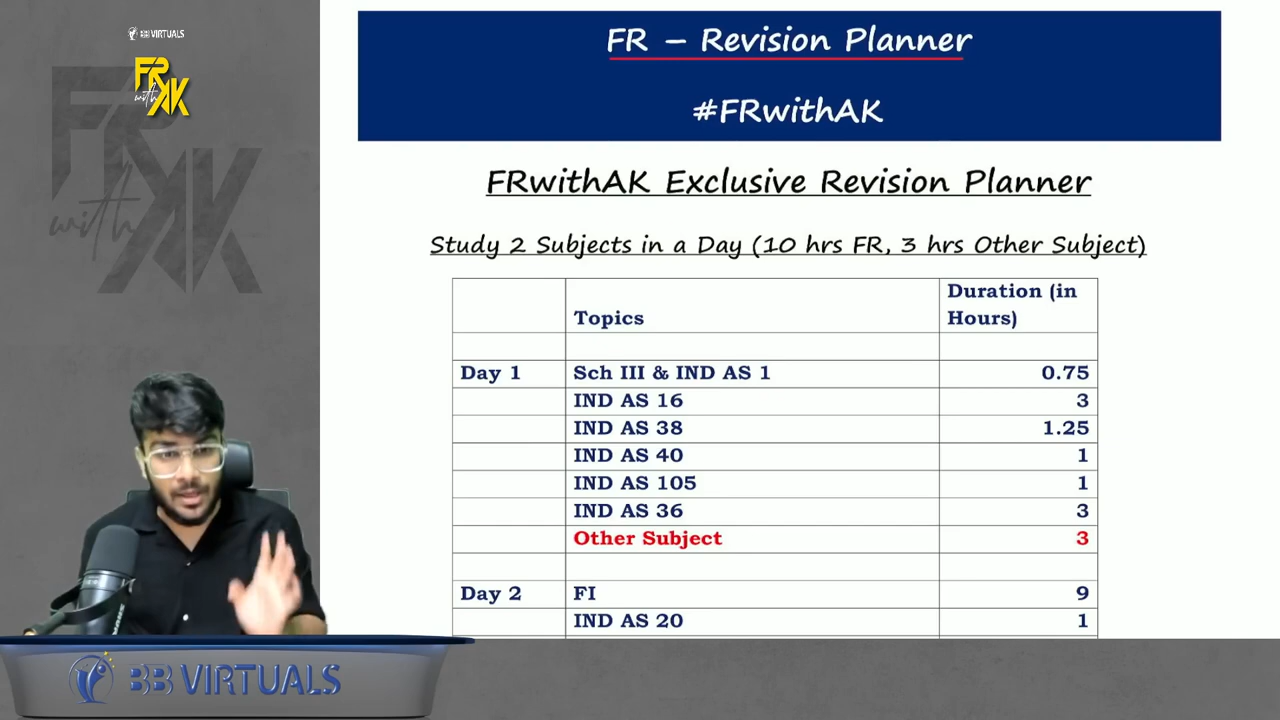 BB VIRTUALS
FR
with
AK
FR
with
AK
FR – Revision Planner
#FRwithAK
FRwithAK Exclusive Revision Planner
Study 2 Subjects in a Day (10 hrs FR, 3 hrs Other Subject)
Topics Duration (in Hours)
Day 1 Sch III & IND AS 1 0.75
IND AS 16 3
IND AS 38 1.25
IND AS 40 1
IND AS 105 1
IND AS 36 3
Other Subject 3
Day 2 FI 9
IND AS 20 1
BB VIRTUALS